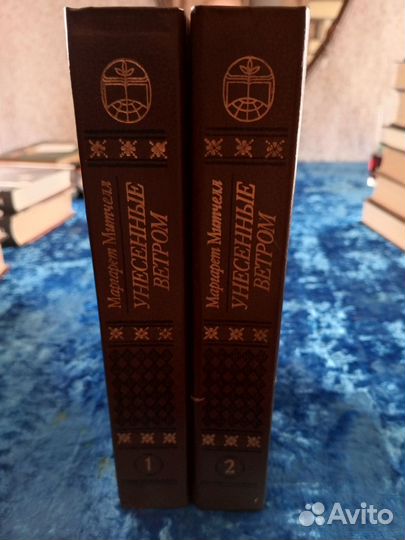 Маргарет Митчелл
УНЕСЕННЫЕ
ВЕТРОМ
1
Маргарет Митчелл
УНЕСЕННЫЕ
ВЕТРОМ
2
Avito